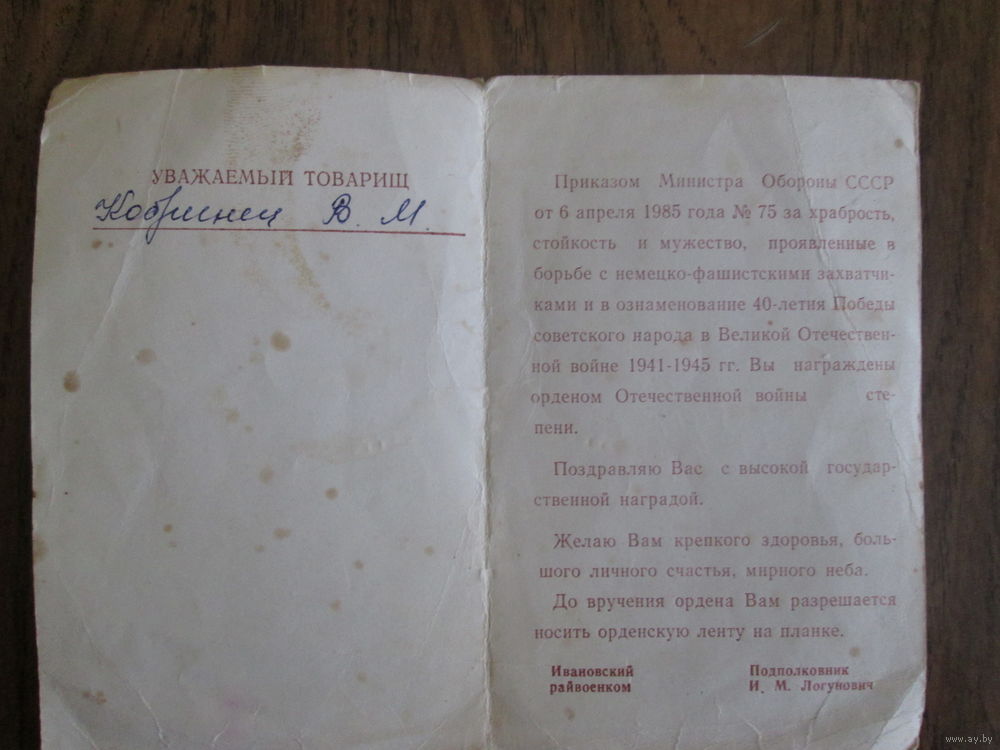 УВАЖАЕМЫЙ ТОВАРИЩ
Кобринец В. М.
Приказом Министра Обороны СССР
от 6 апреля 1985 года № 75 за храбрость,
стойкость и мужество, проявленные в
борьбе с немецко-фашистскими захватчи-
ками и в ознаменование 40-летия Победы
советского народа в Великой Отечествен-
ной войне 1941-1945 гг. Вы награждены
орденом Отечественной войны сте-
пени.
Поздравляю Вас с высокой государ-
ственной наградой.
Желаю Вам крепкого здоровья, боль-
шого личного счастья, мирного неба.
До вручения ордена Вам разрешается
носить орденскую ленту на планке.
Ивановский
райвоенком
Подполковник
И. М. Логунович
www.ay.by